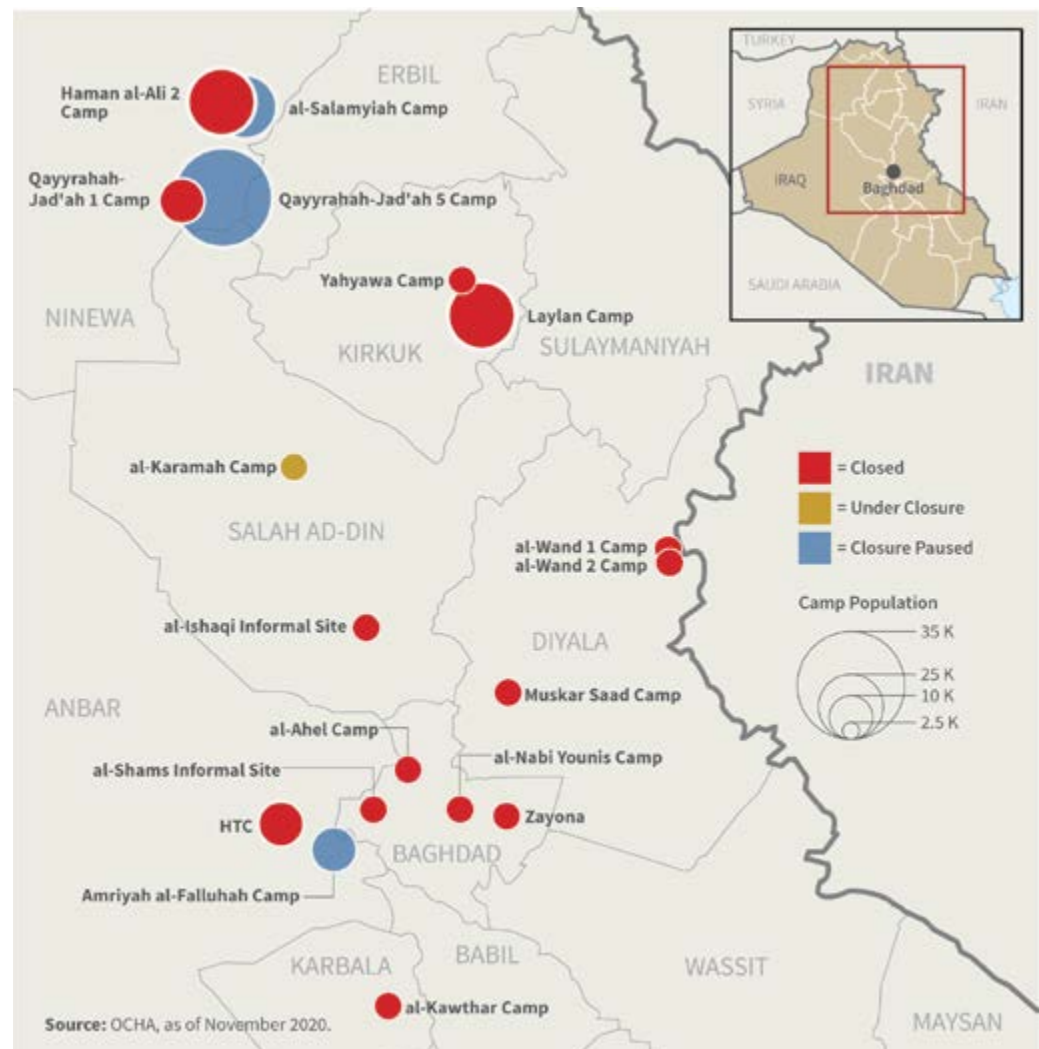 TURKEY
SYRIA
IRAN
IRAQ
Baghdad
SAUDI ARABIA
ERBIL
Haman al-Ali 2
Camp
al-Salamyiah Camp
Qayyrahah-
Jad'ah 1 Camp
Qayyrahah-Jad'ah 5 Camp
Yahyawa Camp
Laylan Camp
NINEWA
KIRKUK
SULAYMANIYAH
IRAN
al-Karamah Camp
SALAH AD-DIN
= Closed
= Under Closure
= Closure Paused
al-Wand 1 Camp
al-Wand 2 Camp
Camp Population
35 K
25 K
10 K
2.5 K
al-Ishaqi Informal Site
DIYALA
Muskar Saad Camp
ANBAR
al-Ahel Camp
al-Shams Informal Site
al-Nabi Younis Camp
HTC
Zayona
BAGHDAD
Amriyah al-Falluhah Camp
KARBALA
BABIL
WASSIT
al-Kawthar Camp
MAYSAN
Source: OCHA, as of November 2020.